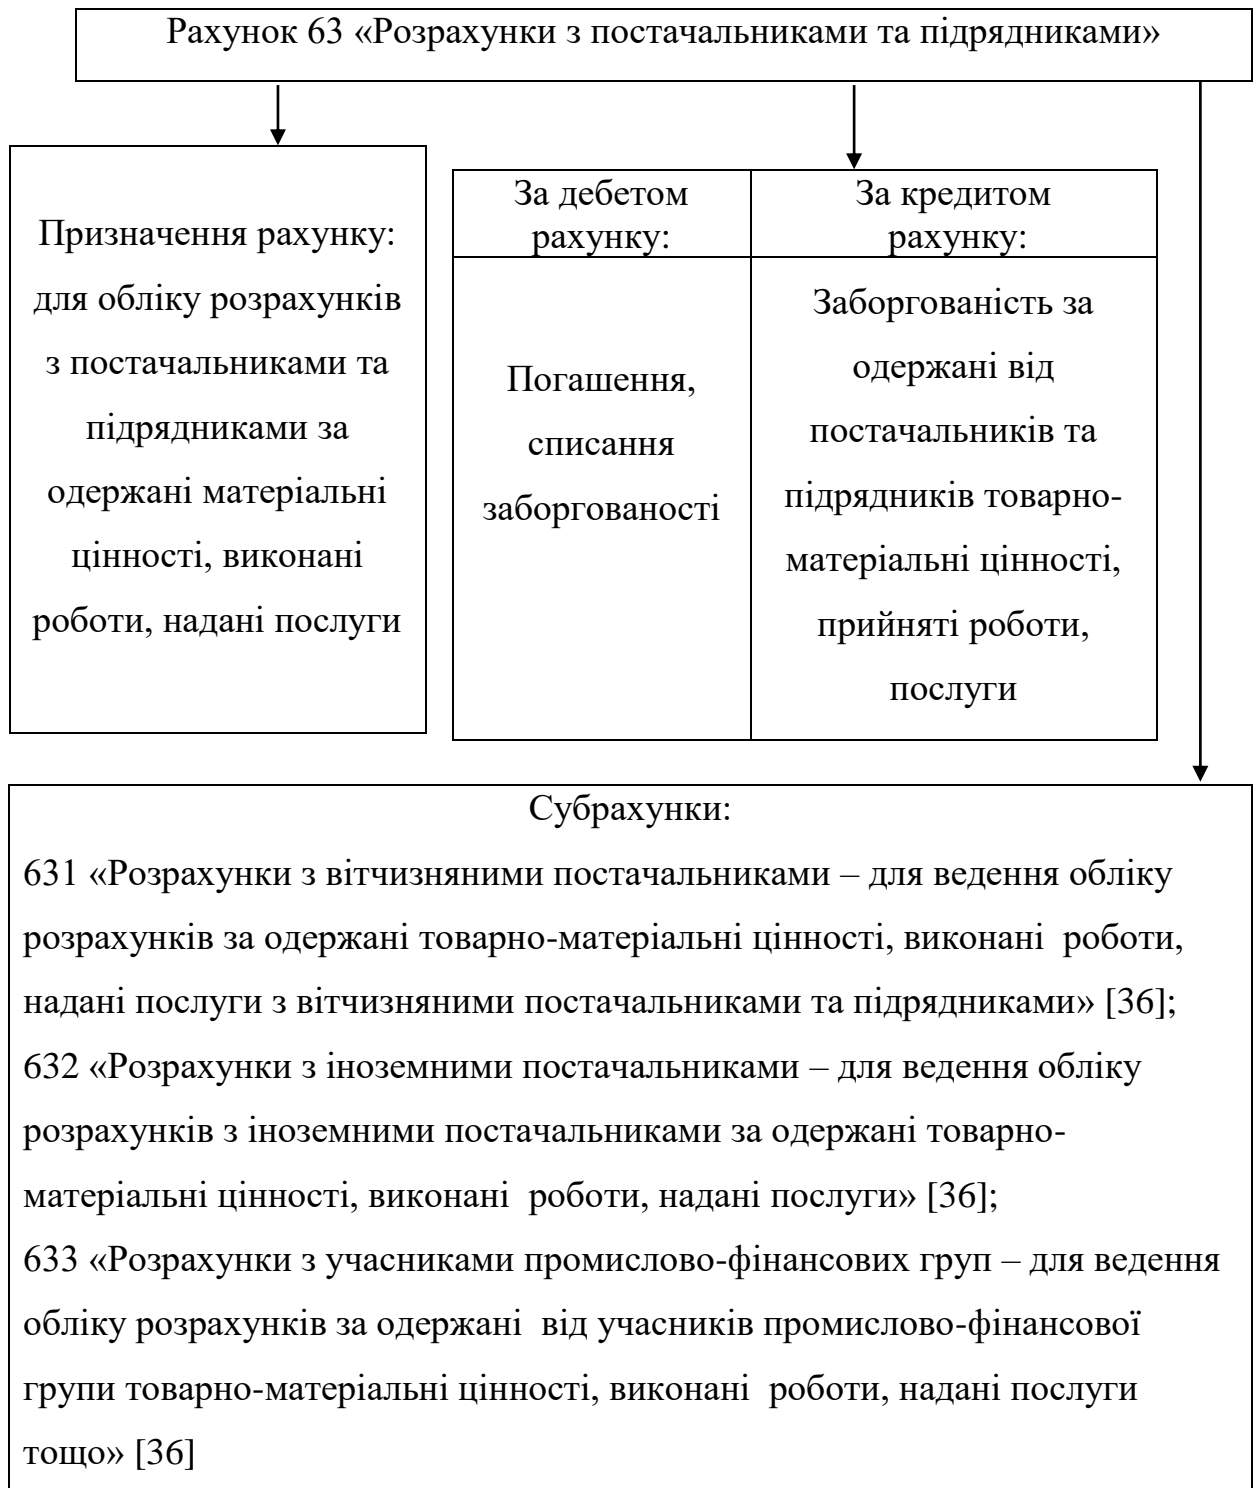 Рахунок 63 «Розрахунки з постачальниками та підрядниками»
Призначення рахунку:
для обліку розрахунків
з постачальниками та
підрядниками за
одержані матеріальні
цінності, виконані
роботи, надані послуги
За дебетом
рахунку:
За кредитом
рахунку:
Погашення,
списання
заборгованості
Заборгованість за
одержані від
постачальників та
підрядників товарно-
матеріальні цінності,
прийняті роботи,
послуги
Субрахунки:
631 «Розрахунки з вітчизняними постачальниками – для ведення обліку
розрахунків за одержані товарно-матеріальні цінності, виконані  роботи,
надані послуги з вітчизняними постачальниками та підрядниками» [36];
632 «Розрахунки з іноземними постачальниками – для ведення обліку
розрахунків з іноземними постачальниками за одержані товарно-
матеріальні цінності, виконані  роботи, надані послуги» [36];
633 «Розрахунки з учасниками промислово-фінансових груп – для ведення
обліку розрахунків за одержані  від учасників промислово-фінансової
групи товарно-матеріальні цінності, виконані  роботи, надані послуги
тощо» [36]